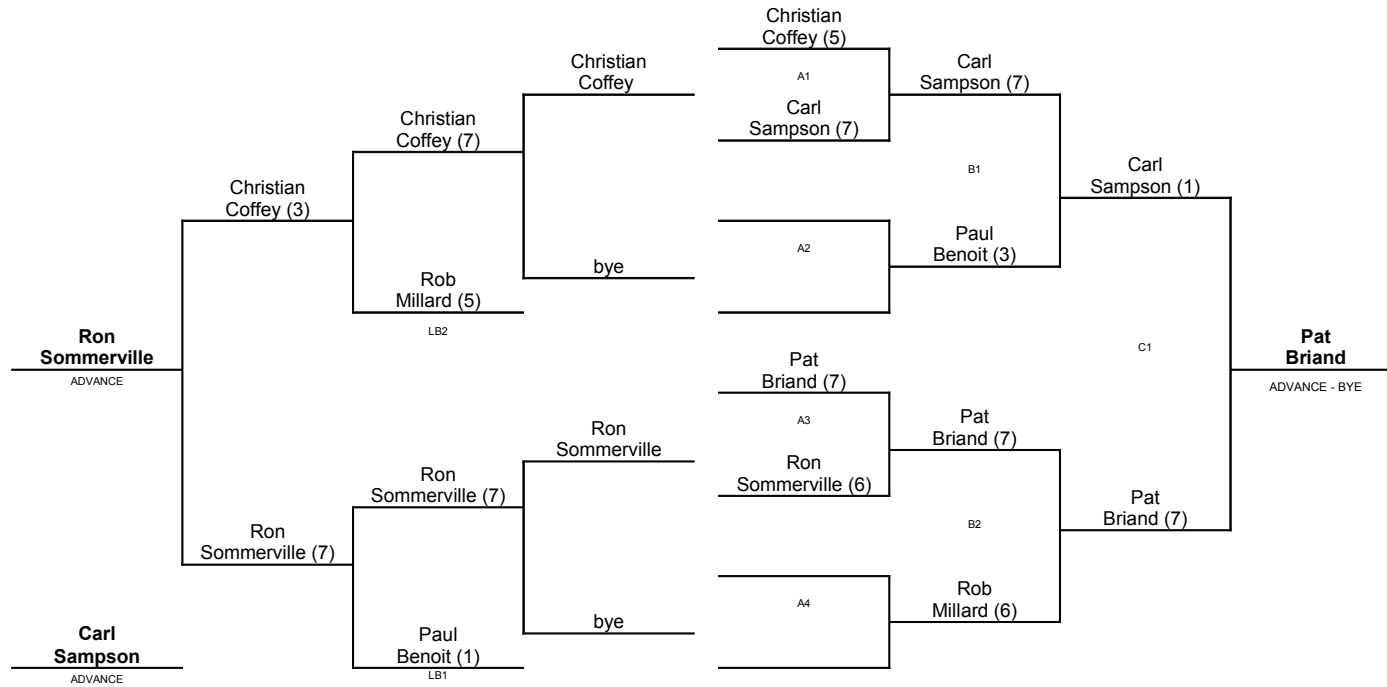 Christian
Coffey (5)
A1
Carl
Sampson (7)
Christian
Coffey
Carl
Sampson (7)
Christian
Coffey (7)
B1
Carl
Sampson (1)
Christian
Coffey (3)
A2
Paul
Benoit (3)
bye
Rob
Millard (5)
LB2
Ron
Sommerville
ADVANCE
C1
Pat
Briand
ADVANCE - BYE
Pat
Briand (7)
A3
Ron
Sommerville (6)
Pat
Briand (7)
Ron
Sommerville
Ron
Sommerville (7)
B2
Pat
Briand (7)
Ron
Sommerville (7)
A4
Rob
Millard (6)
bye
Carl
Sampson
ADVANCE
Paul
Benoit (1)
LB1